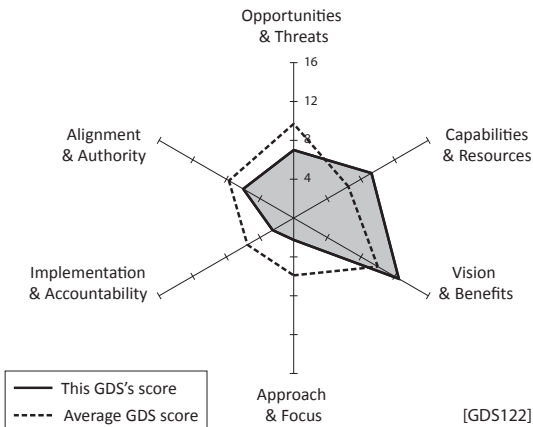 Opportunities
& Threats
16
12
8
4
Alignment
& Authority
Capabilities
& Resources
Implementation
& Accountability
Vision
& Benefits
This GDS's score
Average GDS score
Approach
& Focus
[GDS122]